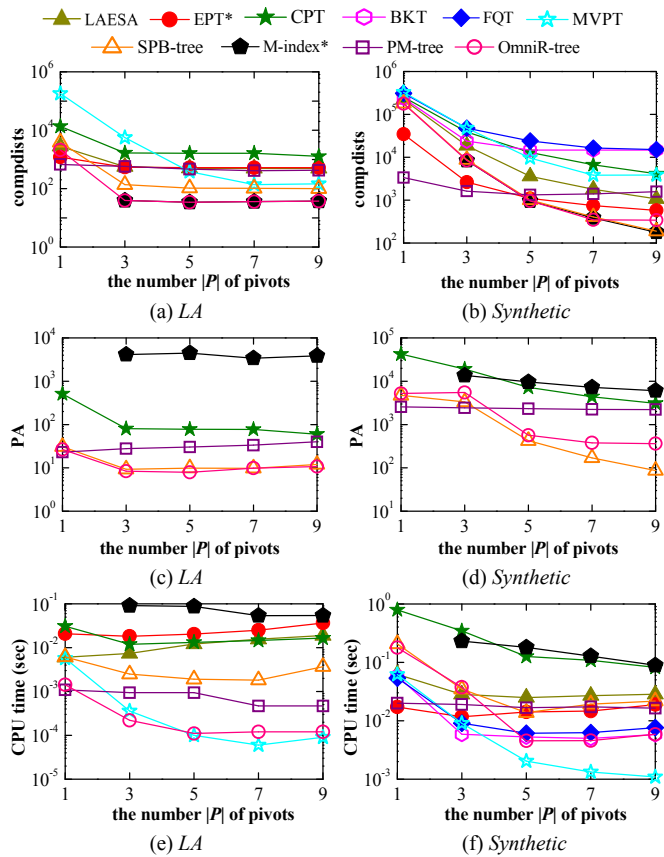 LAESA EPT* CPT BKT FQT MVPT
SPB-tree M-index* PM-tree OmniR-tree
compdists
10^6
10^4
10^2
10^0
1 3 5 7 9
the number |P| of pivots
(a) LA
compdists
10^6
10^5
10^4
10^3
10^2
1 3 5 7 9
the number |P| of pivots
(b) Synthetic
PA
10^4
10^3
10^2
10^1
10^0
1 3 5 7 9
the number |P| of pivots
(c) LA
PA
10^5
10^4
10^3
10^2
10^1
1 3 5 7 9
the number |P| of pivots
(d) Synthetic
CPU time (sec)
10^-1
10^-2
10^-3
10^-4
10^-5
1 3 5 7 9
the number |P| of pivots
(e) LA
CPU time (sec)
10^0
10^-1
10^-2
10^-3
1 3 5 7 9
the number |P| of pivots
(f) Synthetic